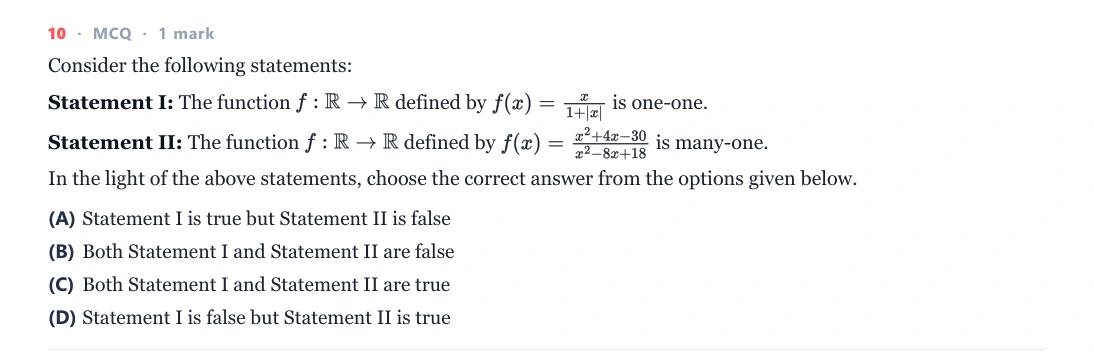 10 · MCQ · 1 mark
Consider the following statements:
Statement I: The function f : ℝ → ℝ defined by f(x) = x/(1+|x|) is one-one.
Statement II: The function f : ℝ → ℝ defined by f(x) = (x²+4x−30)/(x²−8x+18) is many-one.
In the light of the above statements, choose the correct answer from the options given below.
(A) Statement I is true but Statement II is false
(B) Both Statement I and Statement II are false
(C) Both Statement I and Statement II are true
(D) Statement I is false but Statement II is true